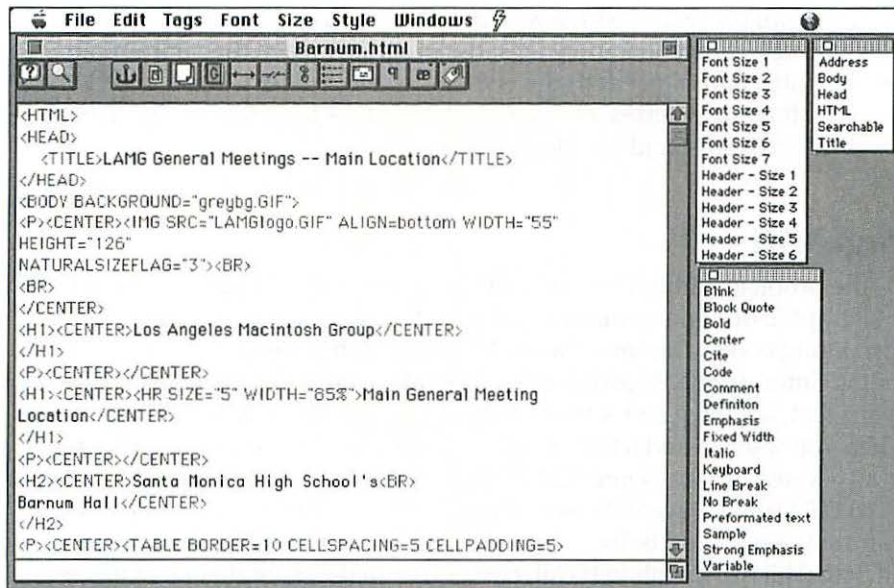 File Edit Tags Font Size Style Windows
Barnum.html
<HTML>
<HEAD>
<TITLE>LAMG General Meetings -- Main Location</TITLE>
</HEAD>
<BODY BACKGROUND="greybg.GIF">
<P><CENTER><IMG SRC="LAMGlogo.GIF" ALIGN=bottom WIDTH="55"
HEIGHT="126"
NATURALSIZEFLAG="3"><BR>
<BR>
</CENTER>
<H1><CENTER>Los Angeles Macintosh Group</CENTER>
</H1>
<P><CENTER></CENTER>
<H1><CENTER><HR SIZE="5" WIDTH="85%">Main General Meeting
Location</CENTER>
</H1>
<P><CENTER></CENTER>
<H2><CENTER>Santa Monica High School's<BR>
Barnum Hall</CENTER>
</H2>
<P><CENTER><TABLE BORDER=10 CELLSPACING=5 CELLPADDING=5>
Font Size 1
Font Size 2
Font Size 3
Font Size 4
Font Size 5
Font Size 6
Font Size 7
Header - Size 1
Header - Size 2
Header - Size 3
Header - Size 4
Header - Size 5
Header - Size 6
Address
Body
Head
HTML
Searchable
Title
Blink
Block Quote
Bold
Center
Cite
Code
Comment
Definiton
Emphasis
Fixed Width
Italic
Keyboard
Line Break
No Break
Preformated text
Sample
Strong Emphasis
Variable